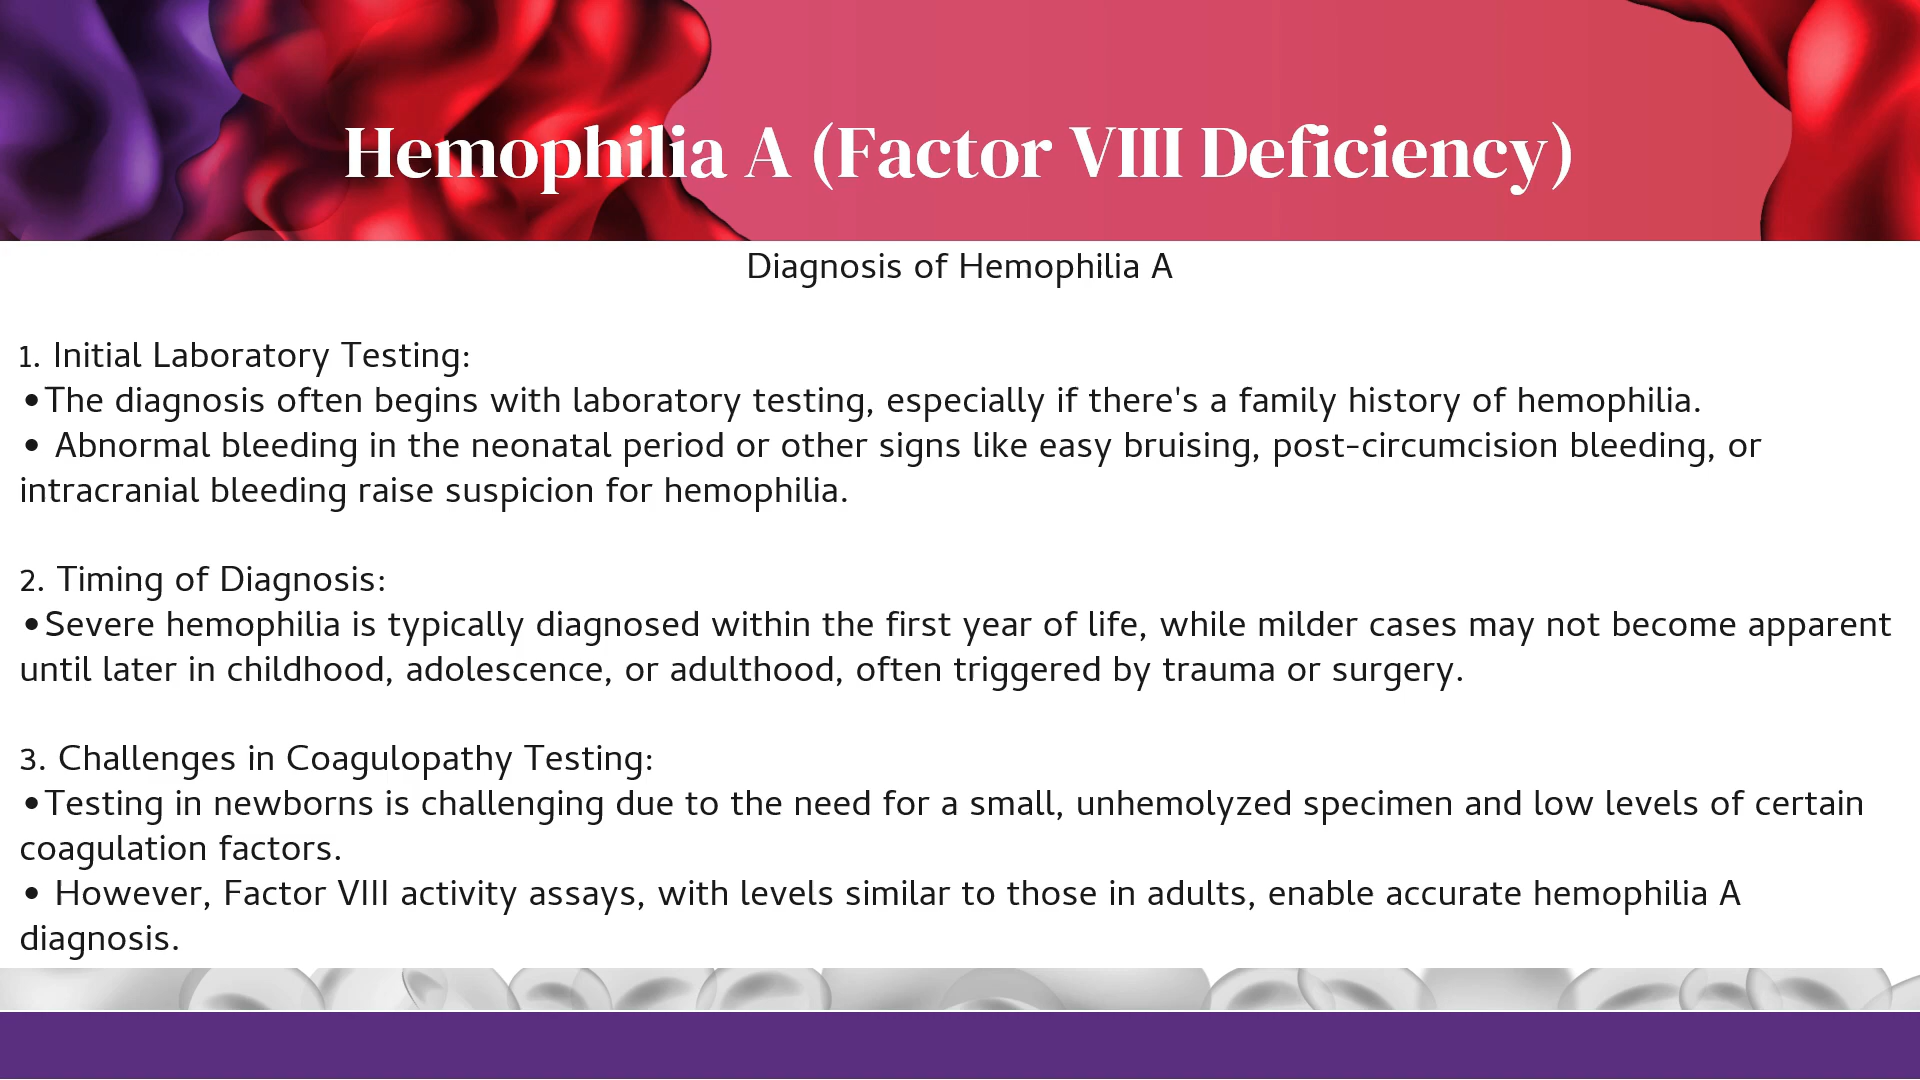 Hemophilia A (Factor VIII Deficiency)
Diagnosis of Hemophilia A
1. Initial Laboratory Testing:
•The diagnosis often begins with laboratory testing, especially if there's a family history of hemophilia.
• Abnormal bleeding in the neonatal period or other signs like easy bruising, post-circumcision bleeding, or
intracranial bleeding raise suspicion for hemophilia.
2. Timing of Diagnosis:
•Severe hemophilia is typically diagnosed within the first year of life, while milder cases may not become apparent
until later in childhood, adolescence, or adulthood, often triggered by trauma or surgery.
3. Challenges in Coagulopathy Testing:
•Testing in newborns is challenging due to the need for a small, unhemolyzed specimen and low levels of certain
coagulation factors.
• However, Factor VIII activity assays, with levels similar to those in adults, enable accurate hemophilia A
diagnosis.